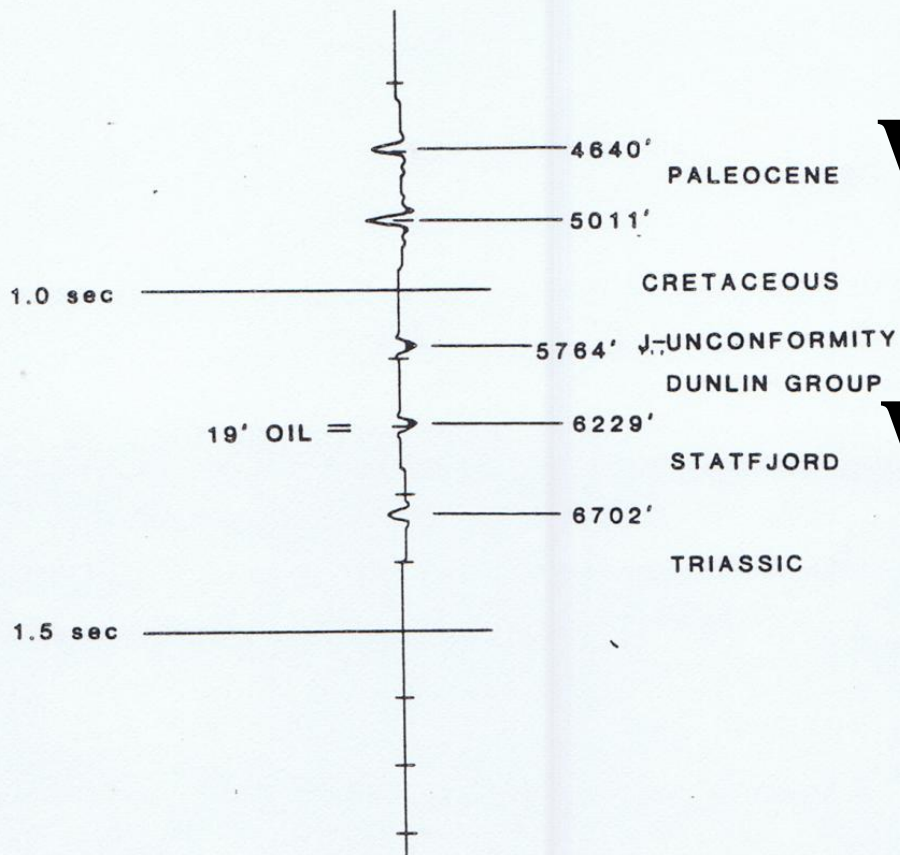 4640'
PALEOCENE
5011'
CRETACEOUS
1.0 sec
5764' J-UNCONFORMITY
DUNLIN GROUP
19' OIL =
6229'
STATFJORD
6702'
TRIASSIC
1.5 sec